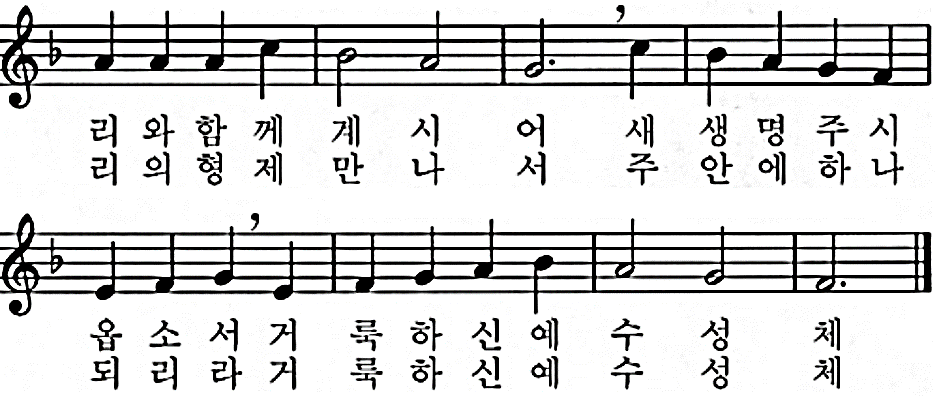 리 와 함 께 계 시 어 새 생 명 주 시
리 의 형 제 만 나 서 주 안 에 하 나
옵 소 서 거 룩 하 신 예 수 성 체
되 리 라 거 룩 하 신 예 수 성 체